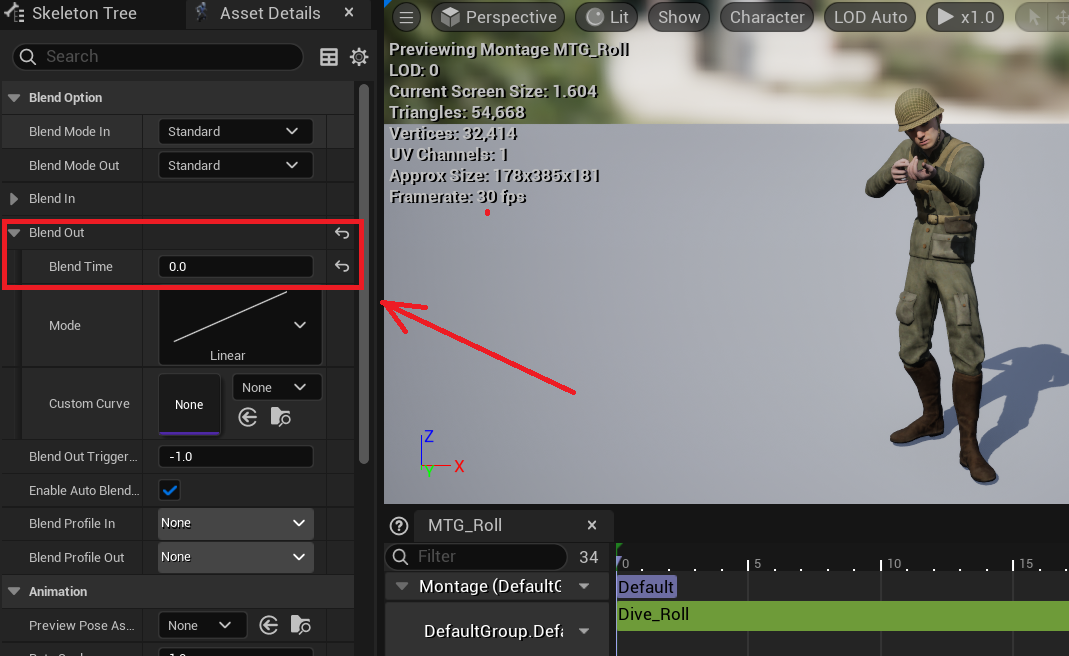 Skeleton Tree
Asset Details
Search
Blend Option
Blend Mode In
Standard
Blend Mode Out
Standard
Blend In
Blend Out
Blend Time
0.0
Mode
Linear
Custom Curve
None
None
Blend Out Trigger...
-1.0
Enable Auto Blend...
Blend Profile In
None
Blend Profile Out
None
Animation
Preview Pose As...
None
Perspective
Lit
Show
Character
LOD Auto
x1.0
Previewing Montage MTG_Roll
LOD: 0
Current Screen Size: 1.604
Triangles: 54,668
Vertices: 32,414
UV Channels: 1
Approx Size: 178x385x181
Framerate: 30 fps
Z
X
Y
MTG_Roll
Filter
34
0
5
10
15
Montage (DefaultG
Default
Dive_Roll
DefaultGroup.Defa